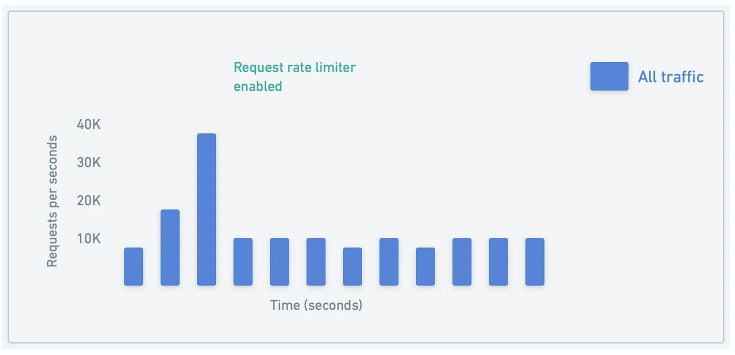 Request rate limiter
enabled
All traffic
40K
30K
20K
10K
Requests per seconds
Time (seconds)